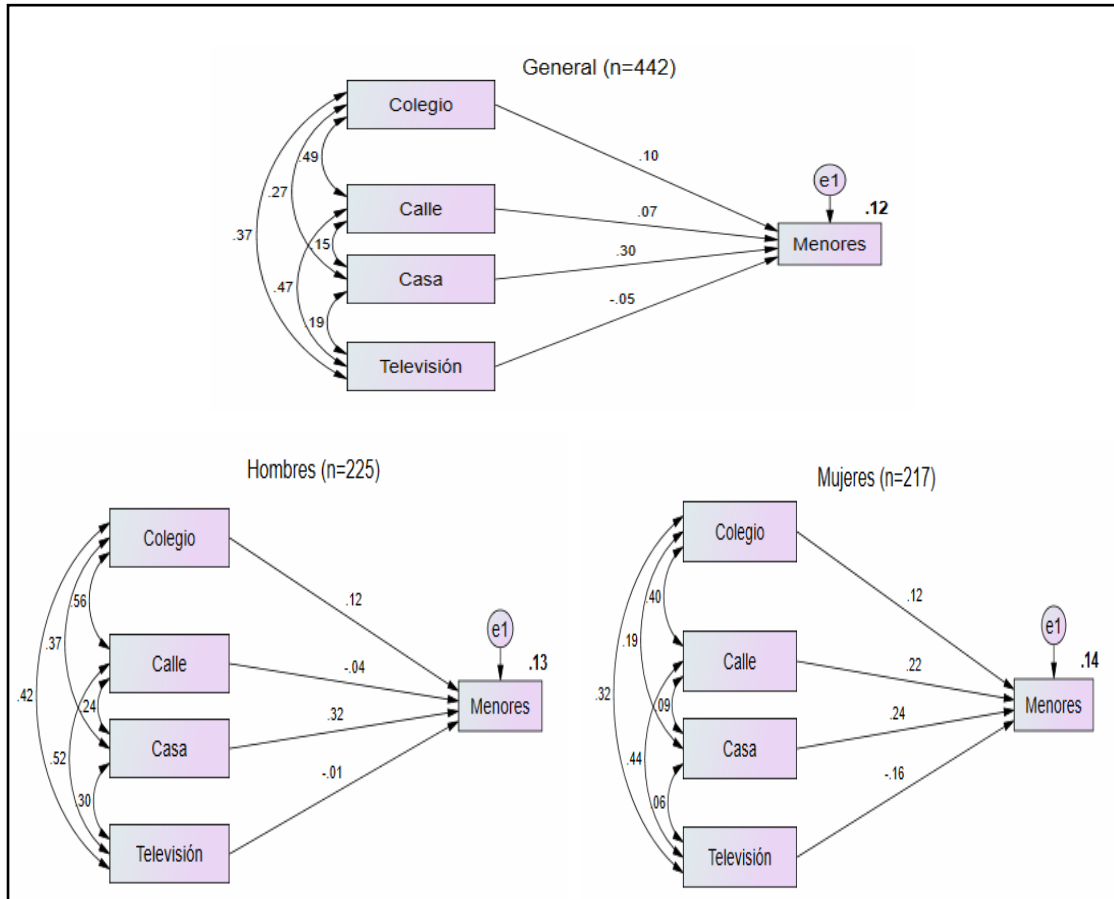 General (n=442)
Colegio
.10
.49
.27
e1
.12
Calle
.07
.37
.15
Menores
.30
Casa
.47
-.05
.19
Televisión
Hombres (n=225)
Colegio
.12
.56
.37
e1
Calle
-.04
.13
.42
.24
Menores
.32
Casa
.52
-.01
.30
Televisión
Mujeres (n=217)
Colegio
.12
.40
.19
e1
Calle
.22
.14
.32
.09
Menores
.24
Casa
.44
-.16
.06
Televisión